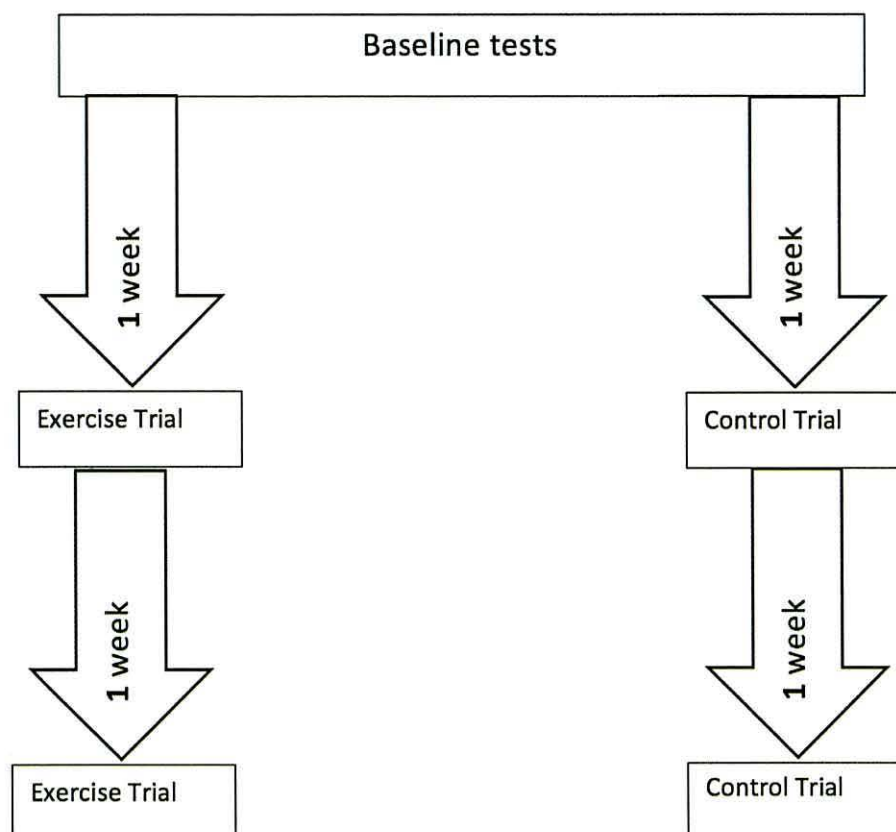 Baseline tests
1 week
1 week
Exercise Trial
Control Trial
1 week
1 week
Exercise Trial
Control Trial